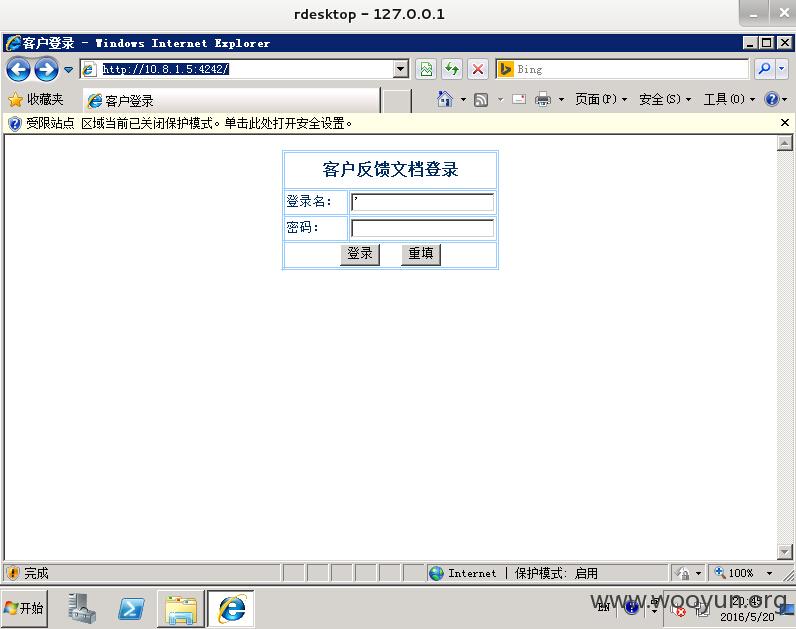 rdesktop - 127.0.0.1
客户登录 - Windows Internet Explorer
http://10.8.1.5:4242/
Bing
收藏夹
客户登录
页面(P)
安全(S)
工具(O)
受限站点 区域当前已关闭保护模式。单击此处打开安全设置。
客户反馈文档登录
登录名： '
密码：
登录 重填
完成
Internet | 保护模式: 启用
100%
开始
www.wooyun.org
2016/5/20